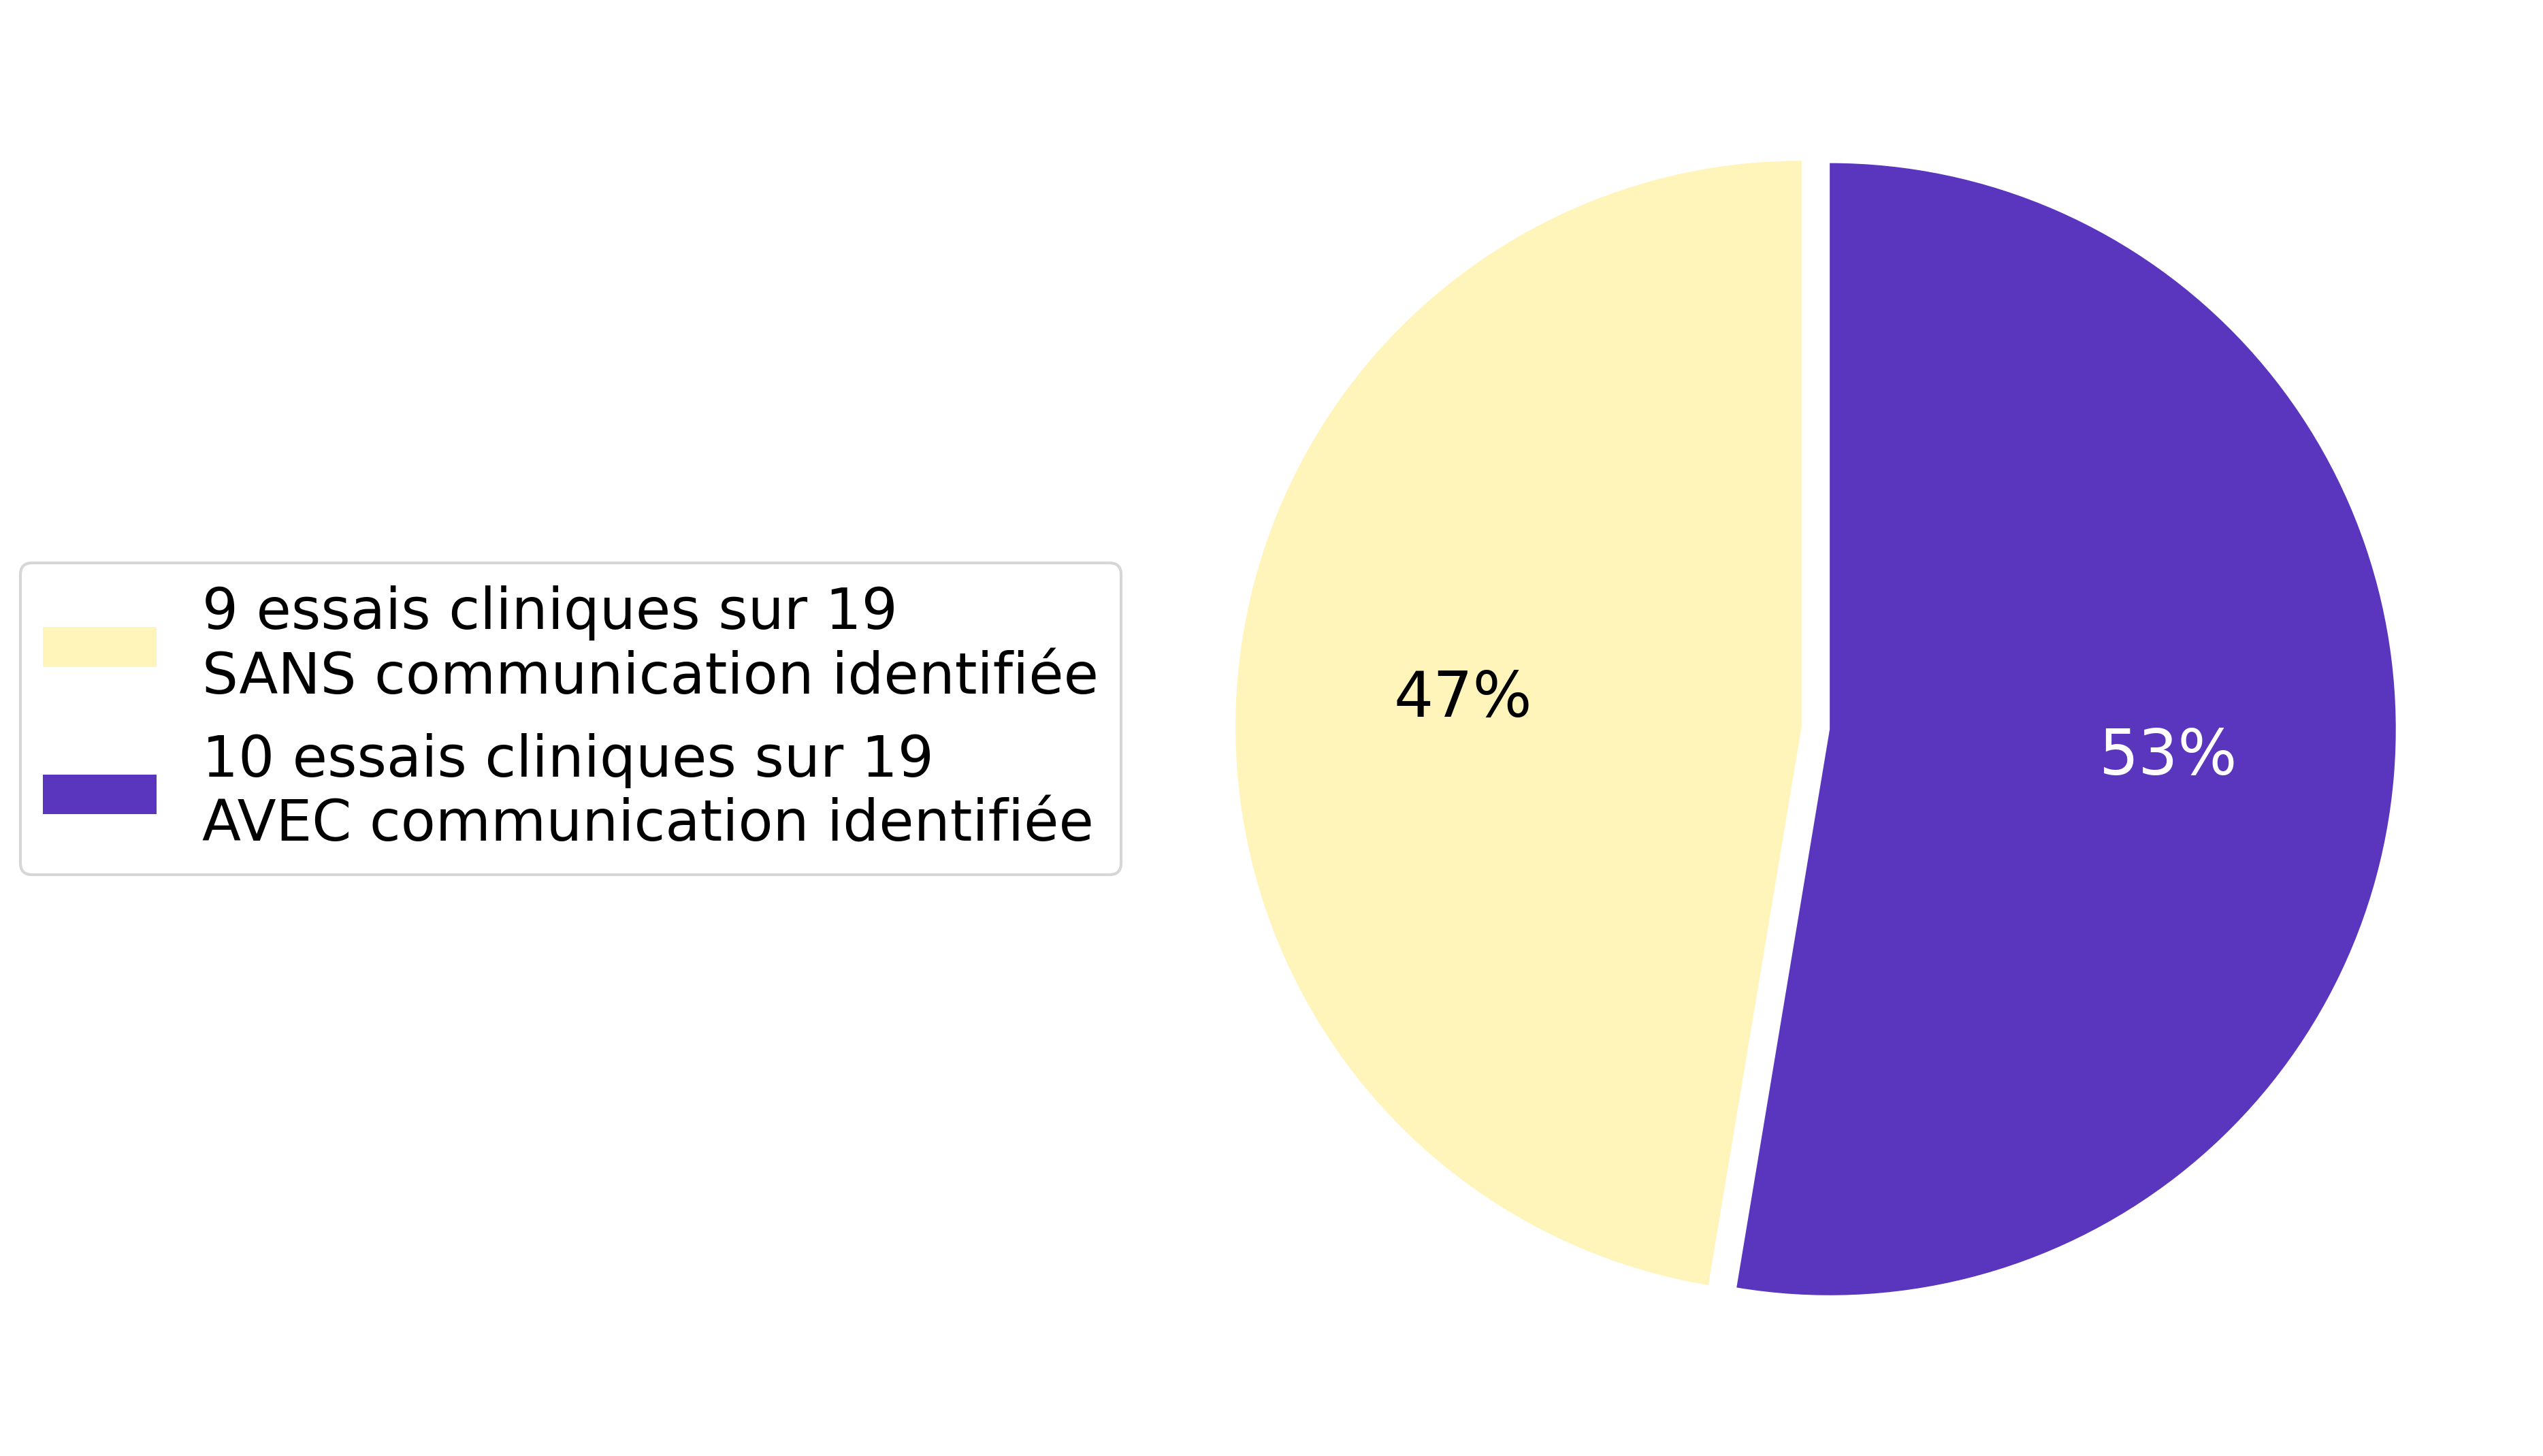 9 essais cliniques sur 19
SANS communication identifiée
10 essais cliniques sur 19
AVEC communication identifiée
47%
53%